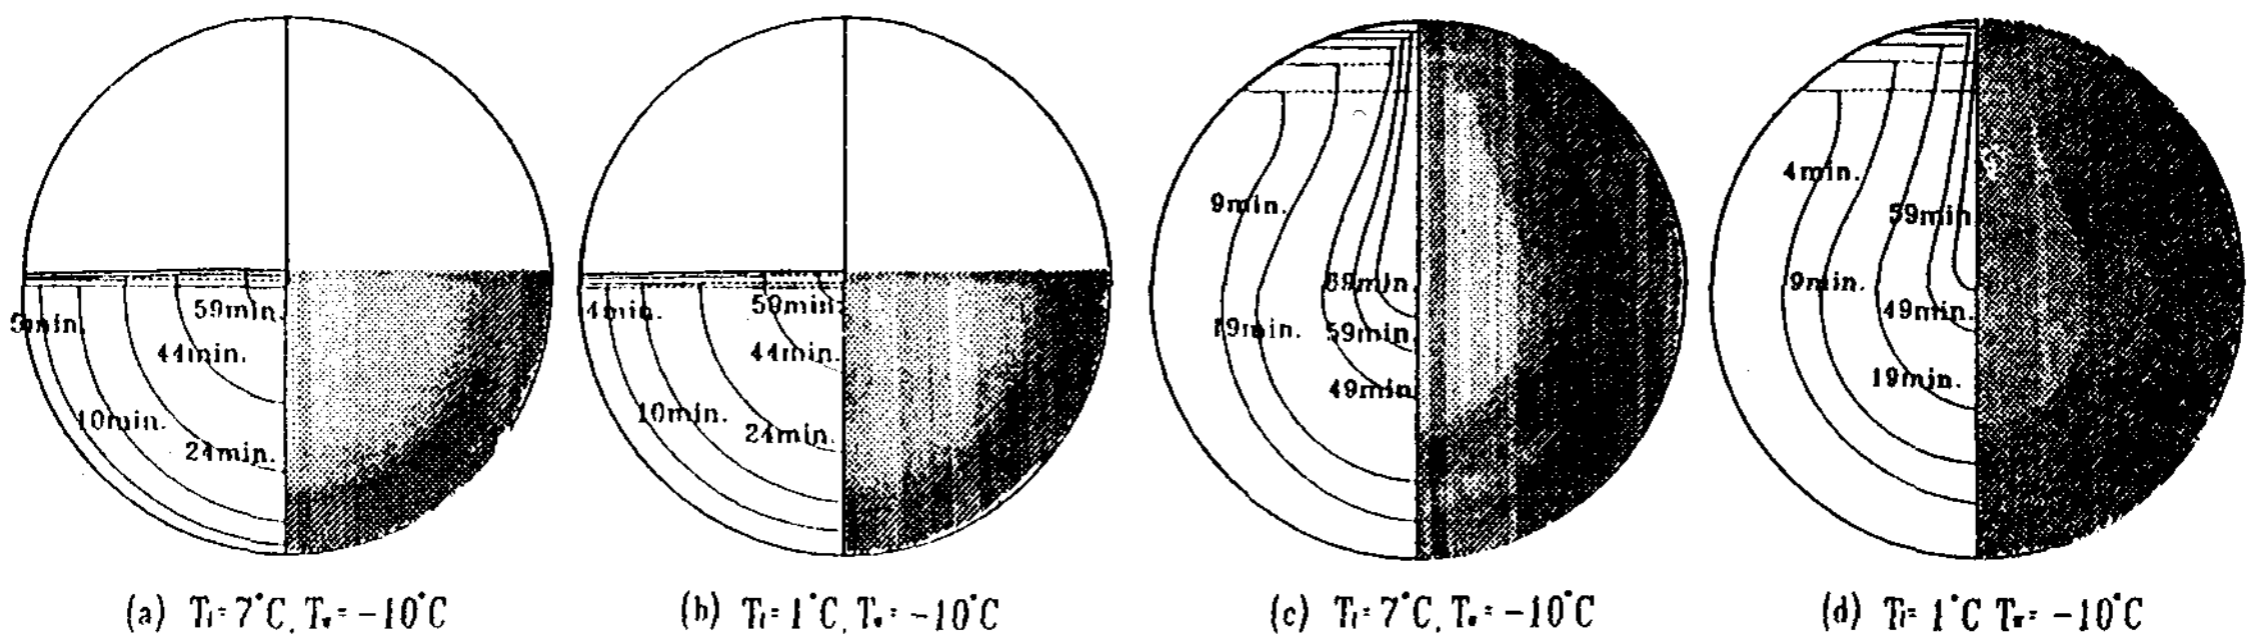 59min.
5min.
44min.
10min.
24min.
59min.
4min.
44min.
10min.
24min.
9min.
69min.
19min.
59min.
49min.
4min.
59min
9min.
49min.
19min.
(a) Tᵢ=7°C, Tw=-10°C
(b) Tᵢ=1°C, Tw=-10°C
(c) Tᵢ=7°C, Tw=-10°C
(d) Tᵢ=1°C Tw=-10°C